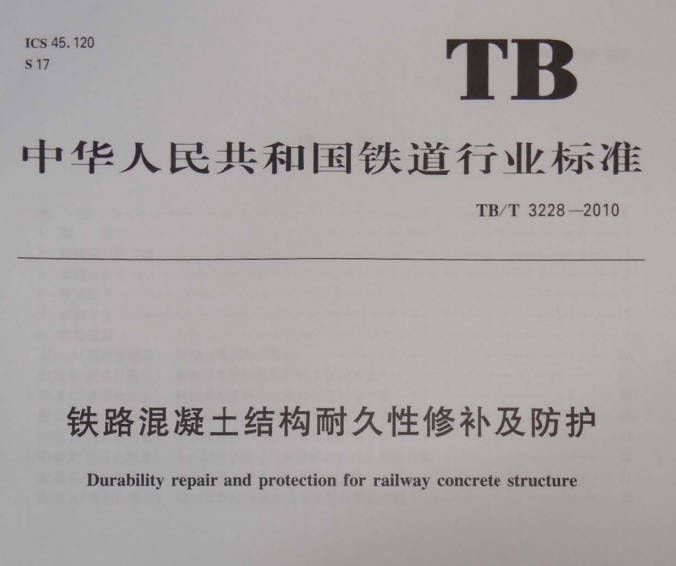 ICS 45.120
S 17
TB
中华人民共和国铁道行业标准
TB/T 3228—2010
铁路混凝土结构耐久性修补及防护
Durability repair and protection for railway concrete structure